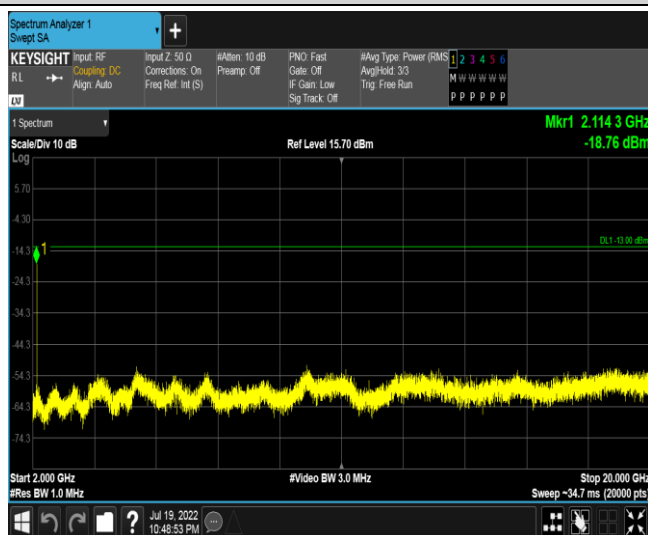 Spectrum Analyzer 1
Swept SA
KEYSIGHT
RL
Input: RF
Coupling: DC
Align: Auto
Input Z: 50 Ω
Corrections: On
Freq Ref: Int (S)
#Atten: 10 dB
Preamp: Off
PNO: Fast
Gate: Off
IF Gain: Low
Sig Track: Off
#Avg Type: Power (RMS
Avg|Hold: 3/3
Trig: Free Run
1 2 3 4 5 6
M W W W W W
P P P P P P
LXI
1 Spectrum
Mkr1 2.114 3 GHz
Scale/Div 10 dB
Ref Level 15.70 dBm
-18.76 dBm
Log
5.70
-4.30
DL1 -13.00 dBm
1
-14.3
-24.3
-34.3
-44.3
-54.3
-64.3
-74.3
Start 2.000 GHz
#Video BW 3.0 MHz
Stop 20.000 GHz
#Res BW 1.0 MHz
Sweep ~34.7 ms (20000 pts)
?
Jul 19, 2022
10:48:53 PM